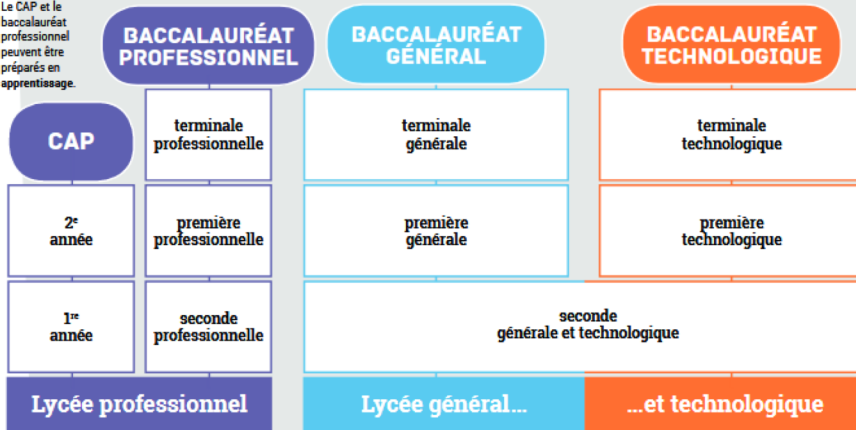 Le CAP et le
baccalauréat
professionnel
peuvent être
préparés en
apprentissage.
BACCALAURÉAT
PROFESSIONNEL
BACCALAURÉAT
GÉNÉRAL
BACCALAURÉAT
TECHNOLOGIQUE
CAP
terminale
professionnelle
terminale
générale
terminale
technologique
2e
année
première
professionnelle
première
générale
première
technologique
1re
année
seconde
professionnelle
seconde
générale et technologique
Lycée professionnel
Lycée général...
...et technologique